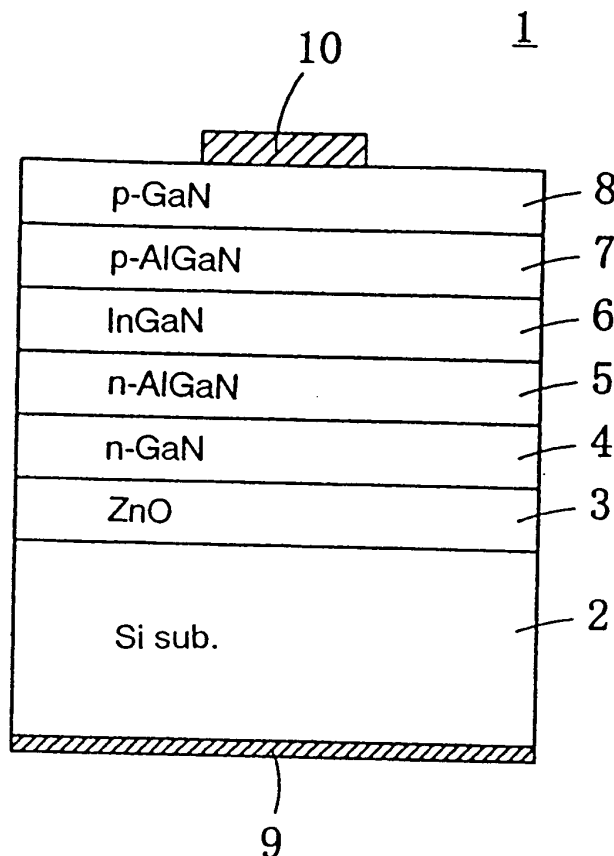 1
10
p-GaN 8
p-AlGaN 7
InGaN 6
n-AlGaN 5
n-GaN 4
ZnO 3
Si sub. 2
9